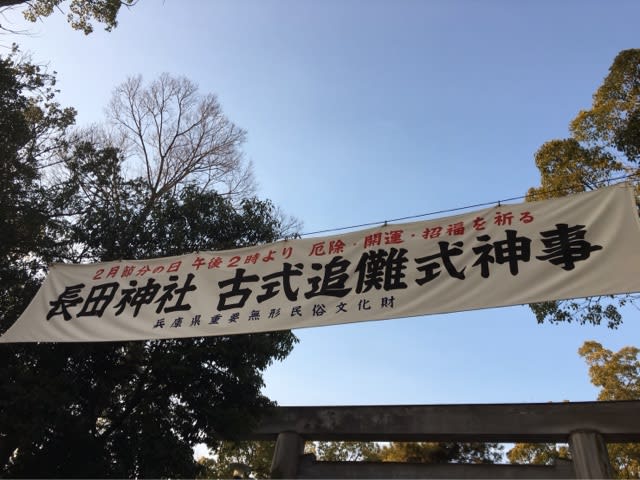 2月節分の日 午後2時より 厄除・開運・招福を祈る
長田神社 古式追儺式神事
兵庫県重要無形民俗文化財